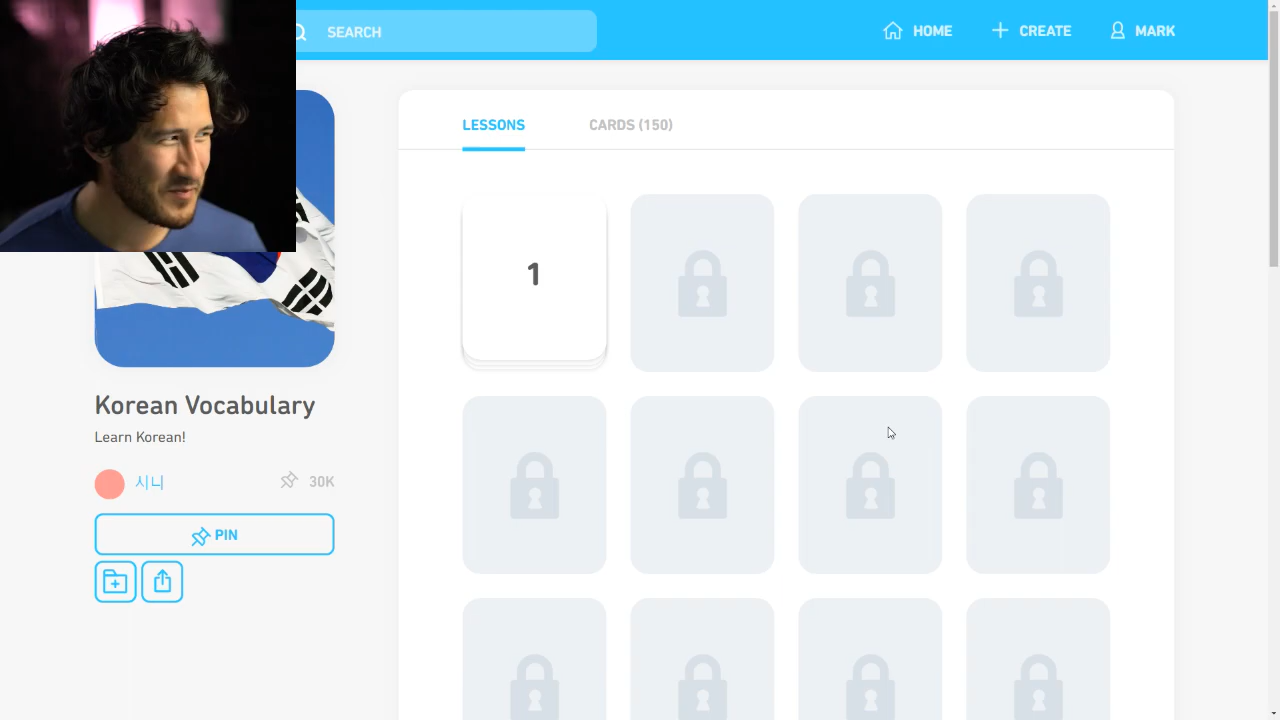 SEARCH
HOME
CREATE
MARK
LESSONS
CARDS (150)
1
Korean Vocabulary
Learn Korean!
시니
30K
PIN